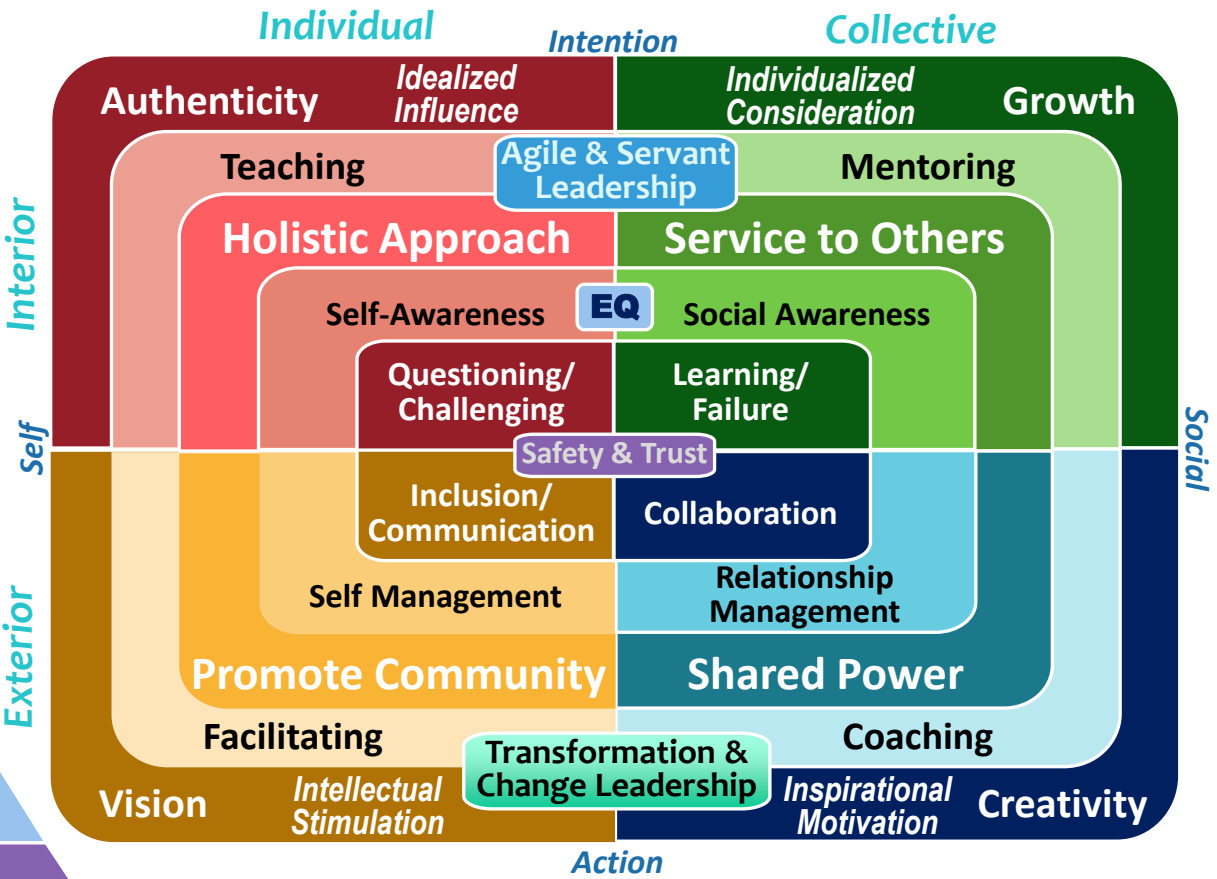 Individual
Intention
Collective
Authenticity
Idealized
Influence
Individualized
Consideration
Growth
Teaching
Agile & Servant
Leadership
Mentoring
Interior
Holistic Approach
Service to Others
Self-Awareness
EQ
Social Awareness
Questioning/
Challenging
Learning/
Failure
Self
Safety & Trust
Social
Inclusion/
Communication
Collaboration
Self Management
Relationship
Management
Exterior
Promote Community
Shared Power
Facilitating
Transformation &
Change Leadership
Coaching
Vision
Intellectual
Stimulation
Inspirational
Motivation
Creativity
Action